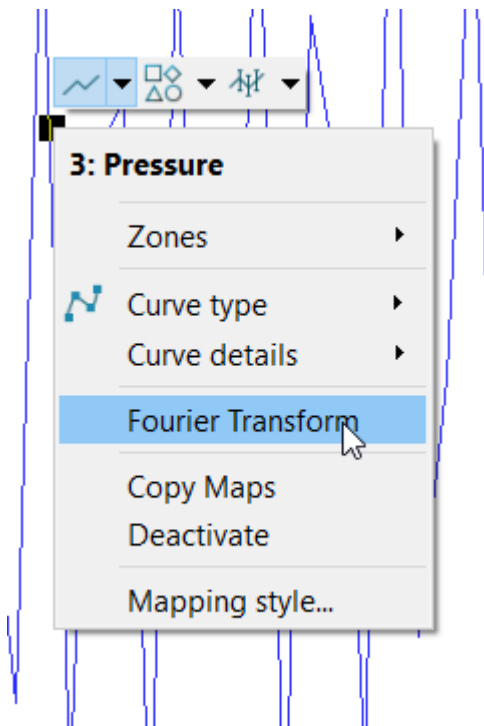 3: Pressure
Zones
Curve type
Curve details
Fourier Transform
Copy Maps
Deactivate
Mapping style...